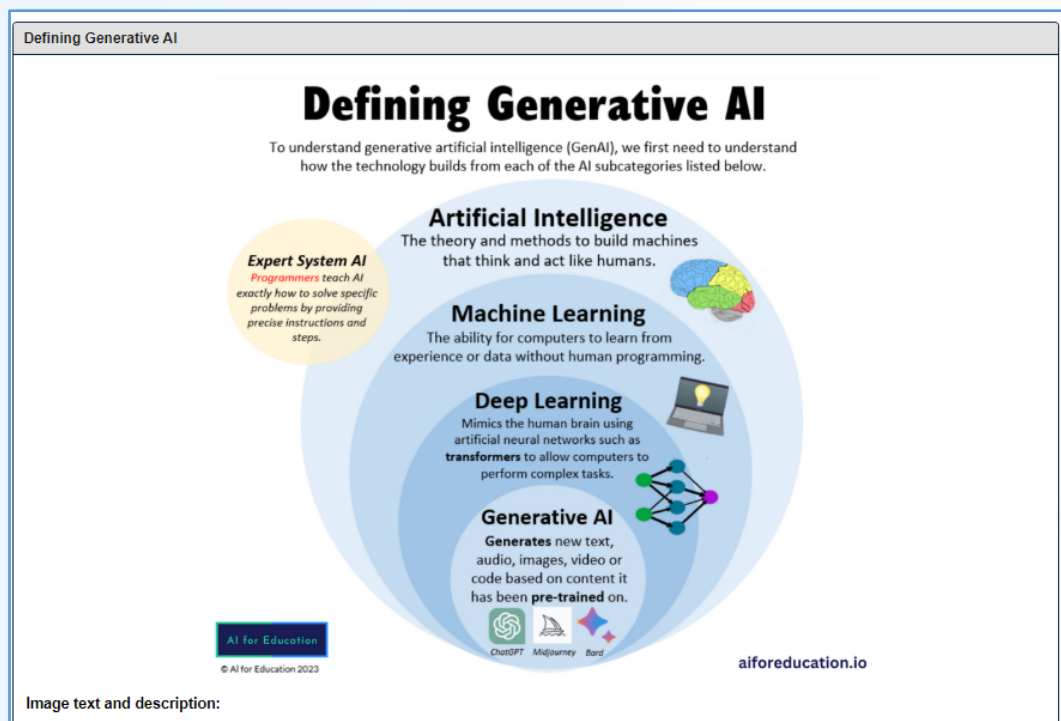 Defining Generative AI
Defining Generative AI
To understand generative artificial intelligence (GenAI), we first need to understand
how the technology builds from each of the AI subcategories listed below.
Artificial Intelligence
The theory and methods to build machines
that think and act like humans.
Expert System AI
Programmers teach AI
exactly how to solve specific
problems by providing
precise instructions and
steps.
Machine Learning
The ability for computers to learn from
experience or data without human programming.
Deep Learning
Mimics the human brain using
artificial neural networks such as
transformers to allow computers to
perform complex tasks.
Generative AI
Generates new text,
audio, images, video or
code based on content it
has been pre-trained on.
ChatGPT Midjourney Bard
AI for Education
© AI for Education 2023
aiforeducation.io
Image text and description: